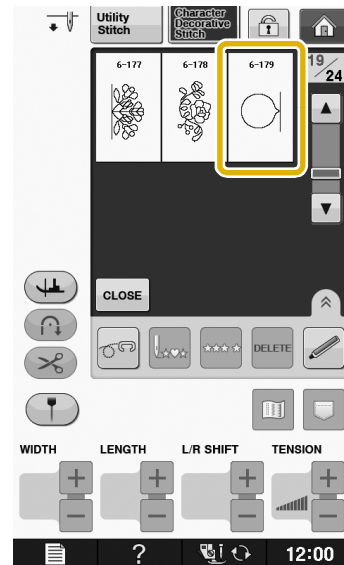 Utility
Stitch
Character
Decorative
Stitch
6-177
6-178
6-179
19
24
CLOSE
DELETE
WIDTH
LENGTH
L/R SHIFT
TENSION
?
12:00